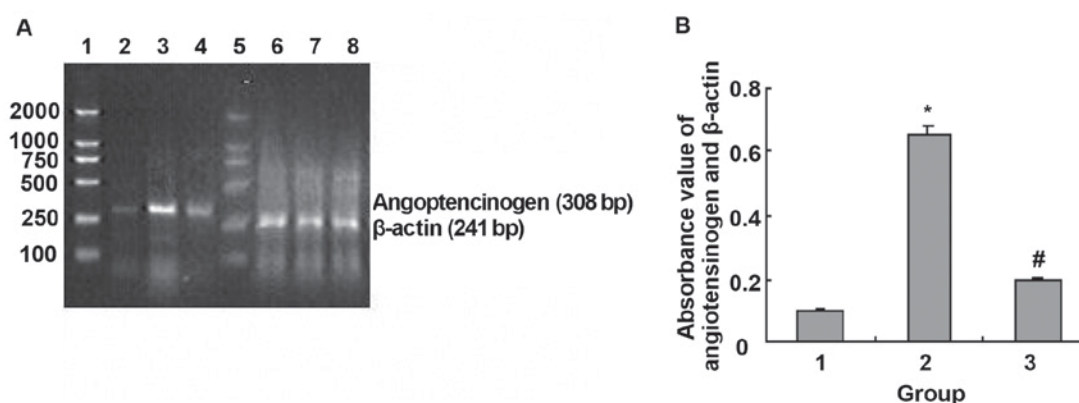 A
1 2 3 4 5 6 7 8
2000
1000
750
500
250
100
Angoptencinogen (308 bp)
β-actin (241 bp)
B
Absorbance value of
angiotensinogen and β-actin
0.8
0.6
0.4
0.2
0
*
#
1 2 3
Group